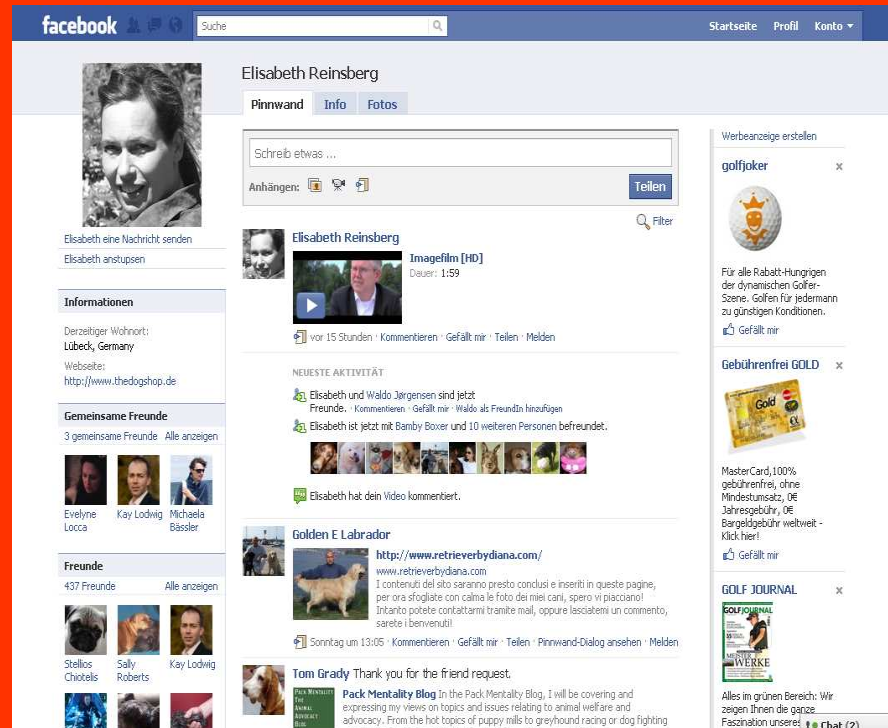 facebook
Suche
Startseite Profil Konto
Elisabeth Reinsberg
Pinnwand Info Fotos
Schreib etwas ...
Anhängen:
Teilen
Filter
Elisabeth eine Nachricht senden
Elisabeth anstupsen
Informationen
Derzeitiger Wohnort:
Lübeck, Germany
Webseite:
http://www.thedogshop.de
Gemeinsame Freunde
3 gemeinsame Freunde Alle anzeigen
Evelyne
Locca
Kay Lodwig
Michaela
Bässler
Freunde
437 Freunde Alle anzeigen
Stellios
Chiotelis
Sally
Roberts
Kay Lodwig
Elisabeth Reinsberg
Imagefilm [HD]
Dauer: 1:59
vor 15 Stunden · Kommentieren · Gefällt mir · Teilen · Melden
NEUESTE AKTIVITÄT
Elisabeth und Waldo Jørgensen sind jetzt
Freunde. · Kommentieren · Gefällt mir · Waldo als FreundIn hinzufügen
Elisabeth ist jetzt mit Bamby Boxer und 10 weiteren Personen befreundet.
Elisabeth hat dein Video kommentiert.
Golden E Labrador
http://www.retrieverbydiana.com/
www.retrieverbydiana.com
I contenuti del sito saranno presto conclusi e inseriti in queste pagine,
per ora sfogliate con calma le foto dei miei cani, spero vi piacciano!
Intanto potete contattarmi tramite mail, oppure lasciatemi un commento,
sarete i benvenuti!
Sonntag um 13:05 · Kommentieren · Gefällt mir · Teilen · Pinnwand-Dialog ansehen · Melden
Tom Grady Thank you for the friend request.
PACK MENTALITY
THE
ANIMAL
ADVOCACY
BLOG
Pack Mentality Blog In the Pack Mentality Blog, I will be covering and
expressing my views on topics and issues relating to animal welfare and
advocacy. From the hot topics of puppy mills to greyhound racing or dog fighting
Werbeanzeige erstellen
golfjoker ×
Für alle Rabatt-Hungrigen
der dynamischen Golfer-
Szene. Golfen für jedermann
zu günstigen Konditionen.
Gefällt mir
Gebührenfrei GOLD ×
Gold
MasterCard,100%
gebührenfrei, ohne
Mindestumsatz, 0€
Jahresgebühr, 0€
Bargeldgebühr weltweit -
Klick hier!
Gefällt mir
GOLF JOURNAL ×
GOLFJOURNAL
MEISTER
WERKE
Alles im grünen Bereich: Wir
zeigen Ihnen die ganze
Faszination unseres
Chat (2)